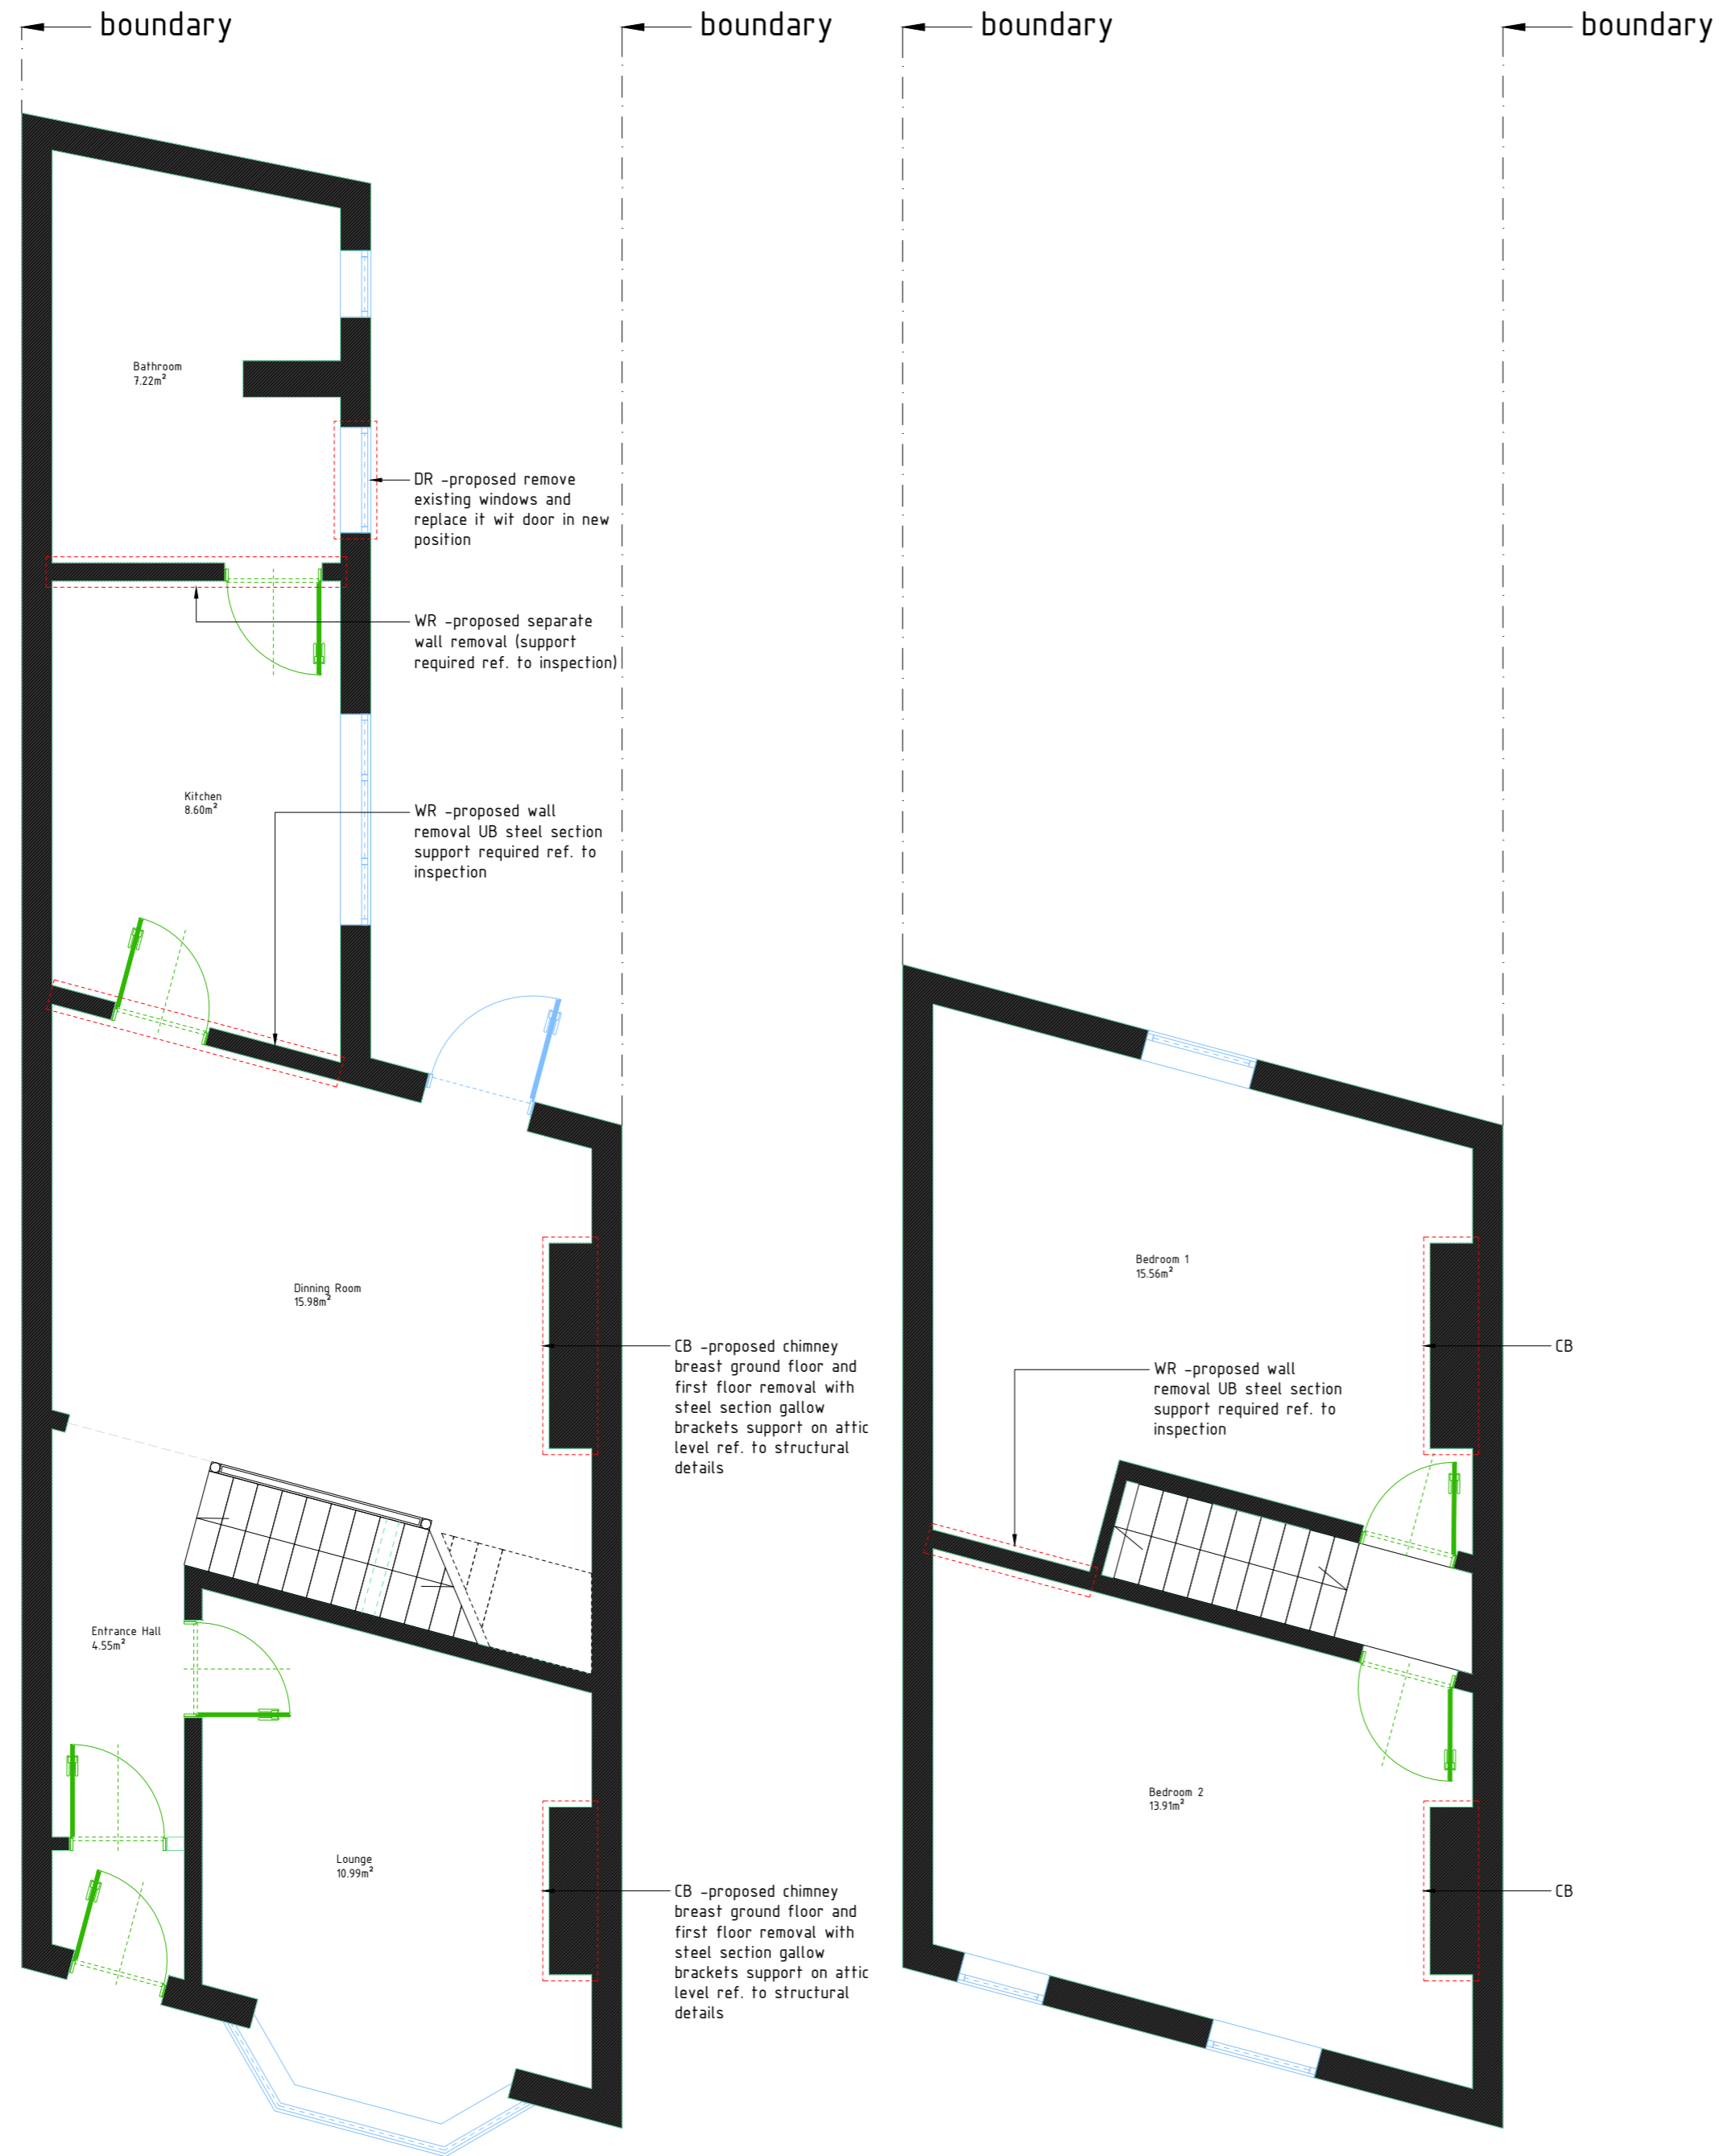 boundary
boundary
boundary
boundary
Bathroom
7.22m²
DR -proposed remove
existing windows and
replace it wit door in new
position
WR -proposed separate
wall removal (support
required ref. to inspection)
Kitchen
8.60m²
WR -proposed wall
removal UB steel section
support required ref. to
inspection
Dinning Room
15.98m²
CB -proposed chimney
breast ground floor and
first floor removal with
steel section gallow
brackets support on attic
level ref. to structural
details
Entrance Hall
4.55m²
Lounge
10.99m²
CB -proposed chimney
breast ground floor and
first floor removal with
steel section gallow
brackets support on attic
level ref. to structural
details
Bedroom 1
15.56m²
CB
WR -proposed wall
removal UB steel section
support required ref. to
inspection
Bedroom 2
13.91m²
CB